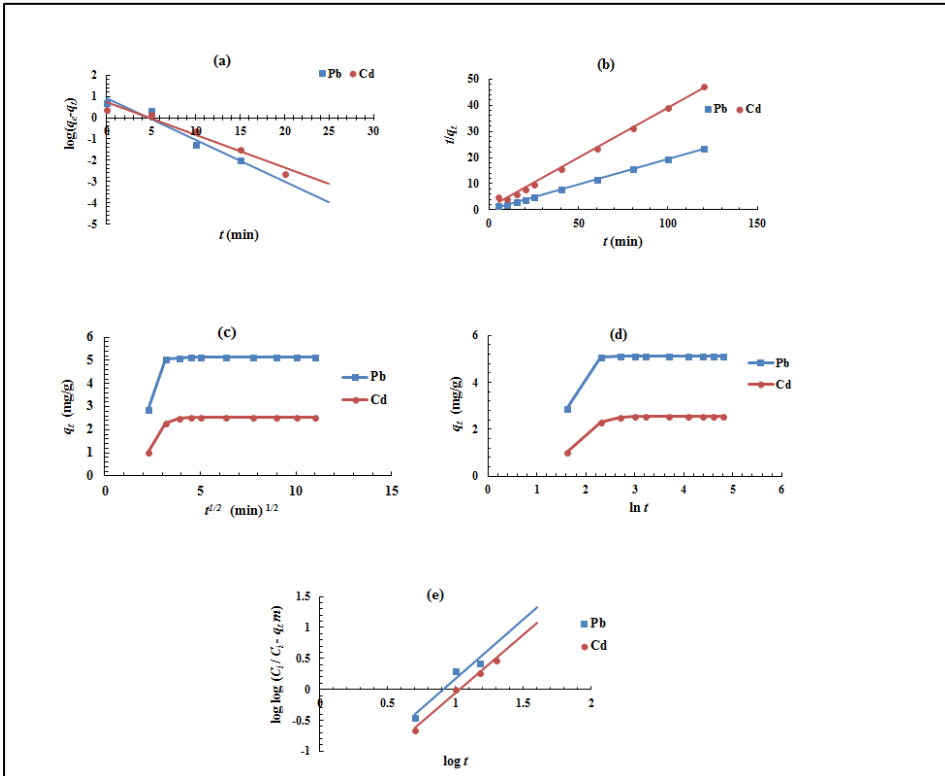 (a)
Pb Cd
2
1
0
-1
-2
-3
-4
-5
0 5 10 15 20 25 30
log(qₑ-qₜ)
t (min)
(b)
Pb Cd
50
40
30
20
10
0
0 50 100 150
t/qₜ
t (min)
(c)
6
5
4
3
2
1
0
0 5 10 15
Pb
Cd
qₜ (mg/g)
t^1/2 (min) ^1/2
(d)
6
4
2
0
0 1 2 3 4 5 6
Pb
Cd
qₜ (mg/g)
ln t
(e)
1.5
1
0.5
0
-0.5
-1
0 0.5 1 1.5 2
Pb
Cd
log log (Cᵢ / Cᵢ - qₜ m)
log t